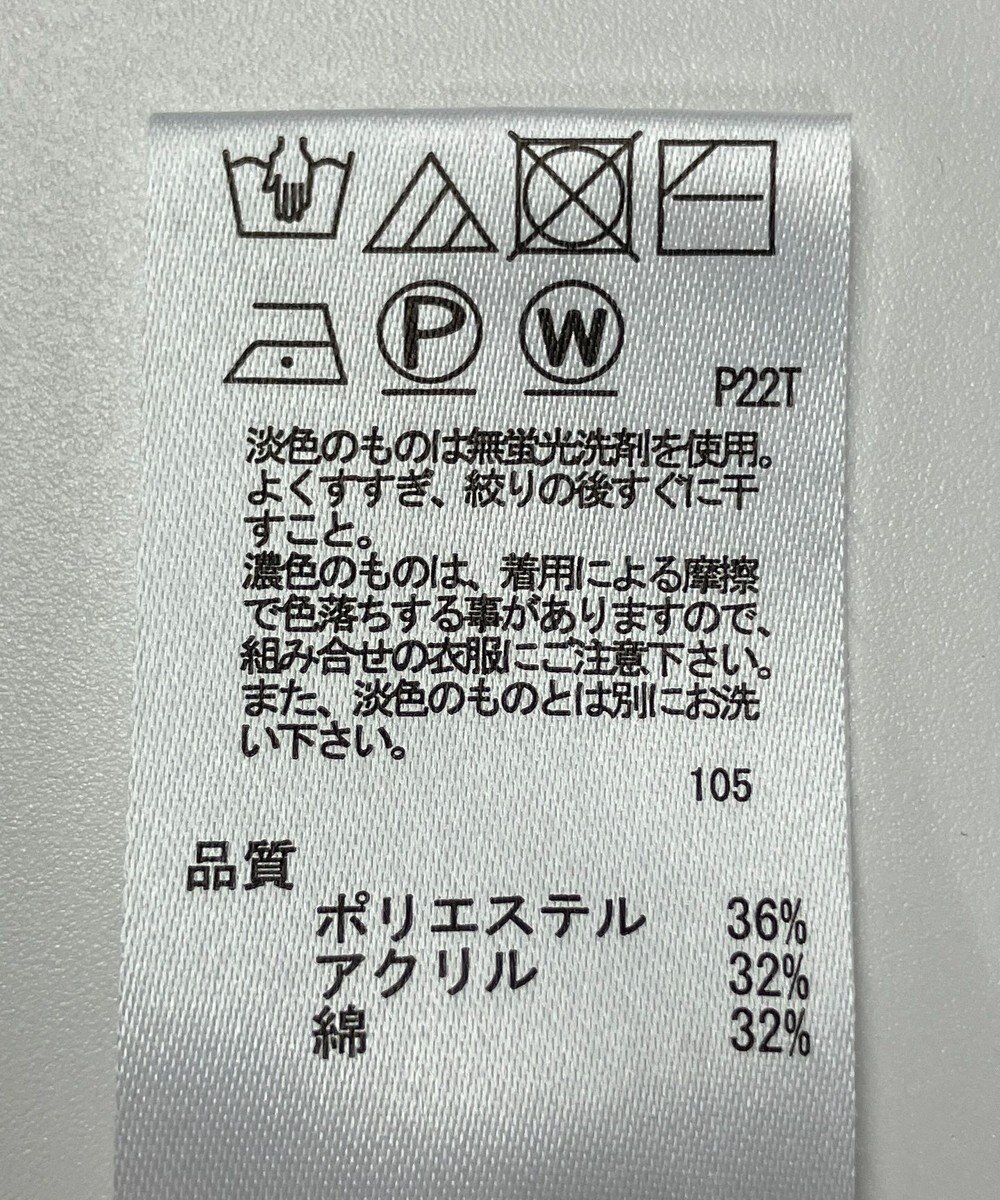 P W
P22T
淡色のものは無蛍光洗剤を使用。
よくすすぎ、絞りの後すぐに干
すこと。
濃色のものは、着用による摩擦
で色落ちする事がありますので、
組み合せの衣服にご注意下さい。
また、淡色のものとは別にお洗
い下さい。
105
品質
ポリエステル 36%
アクリル 32%
綿 32%